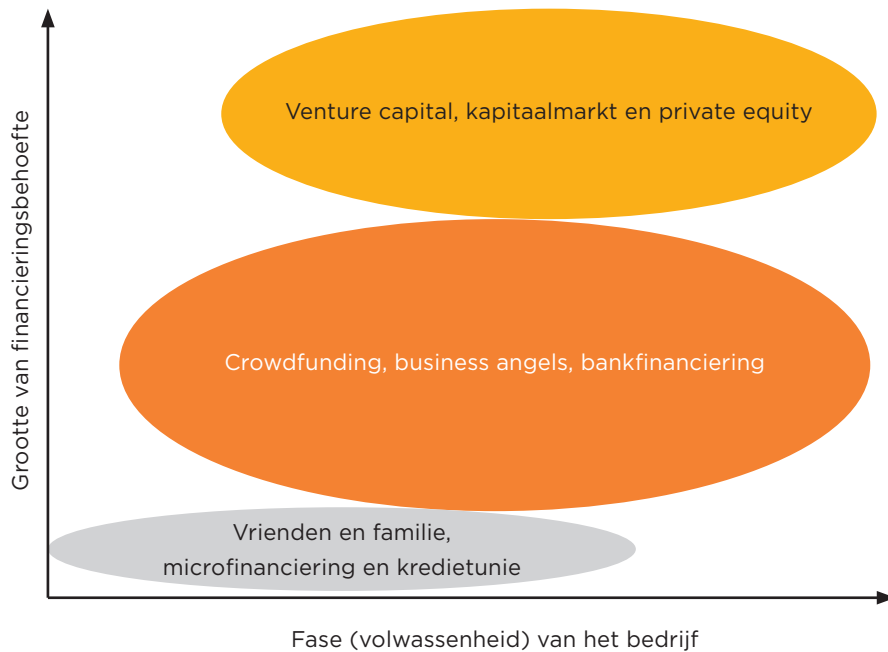 Grootte van financieringsbehoefte
Venture capital, kapitaalmarkt en private equity
Crowdfunding, business angels, bankfinanciering
Vrienden en familie,
microfinanciering en kredietunie
Fase (volwassenheid) van het bedrijf